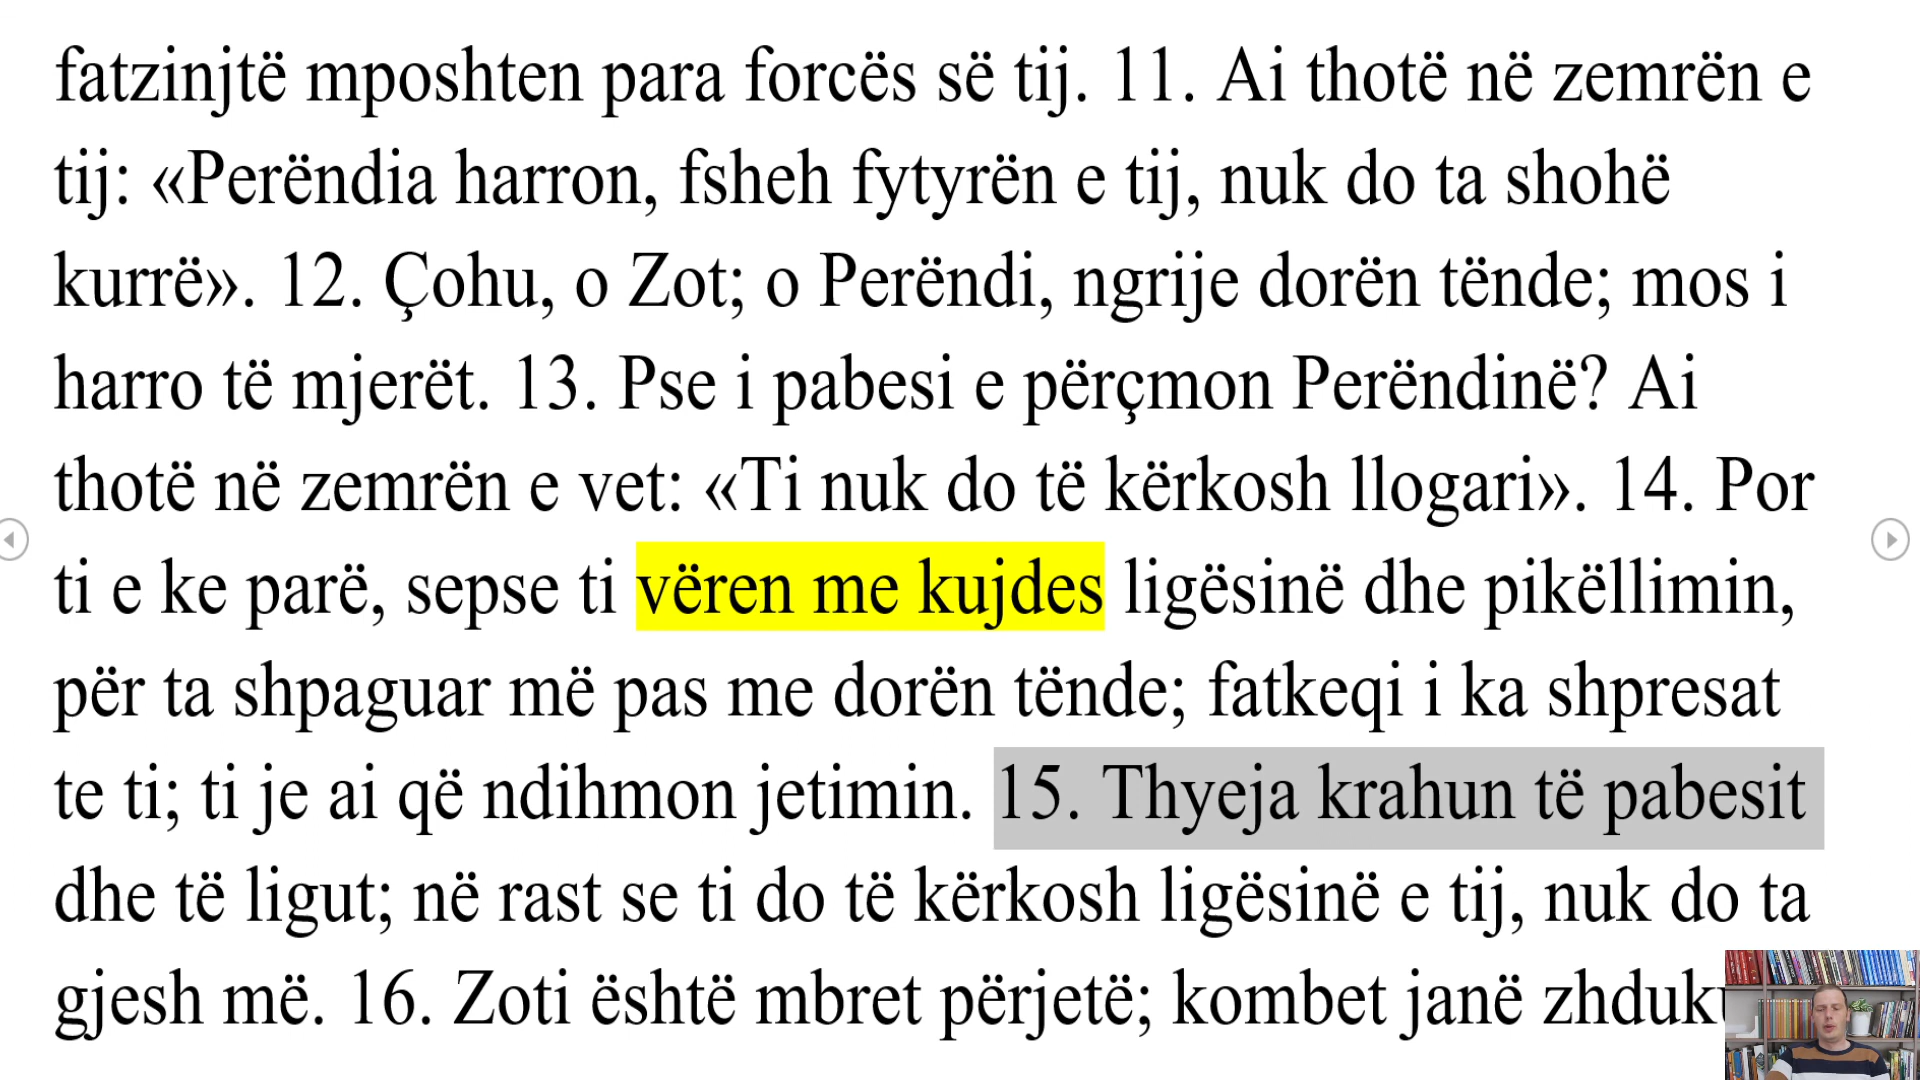 fatzinjtë mposhten para forcës së tij. 11. Ai thotë në zemrën e
tij: «Perëndia harron, fsheh fytyrën e tij, nuk do ta shohë
kurrë». 12. Çohu, o Zot; o Perëndi, ngrije dorën tënde; mos i
harro të mjerët. 13. Pse i pabesi e përçmon Perëndinë? Ai
thotë në zemrën e vet: «Ti nuk do të kërkosh llogari». 14. Por
ti e ke parë, sepse ti vëren me kujdes ligësinë dhe pikëllimin,
për ta shpaguar më pas me dorën tënde; fatkeqi i ka shpresat
te ti; ti je ai që ndihmon jetimin. 15. Thyeja krahun të pabesit
dhe të ligut; në rast se ti do të kërkosh ligësinë e tij, nuk do ta
gjesh më. 16. Zoti është mbret përjetë; kombet janë